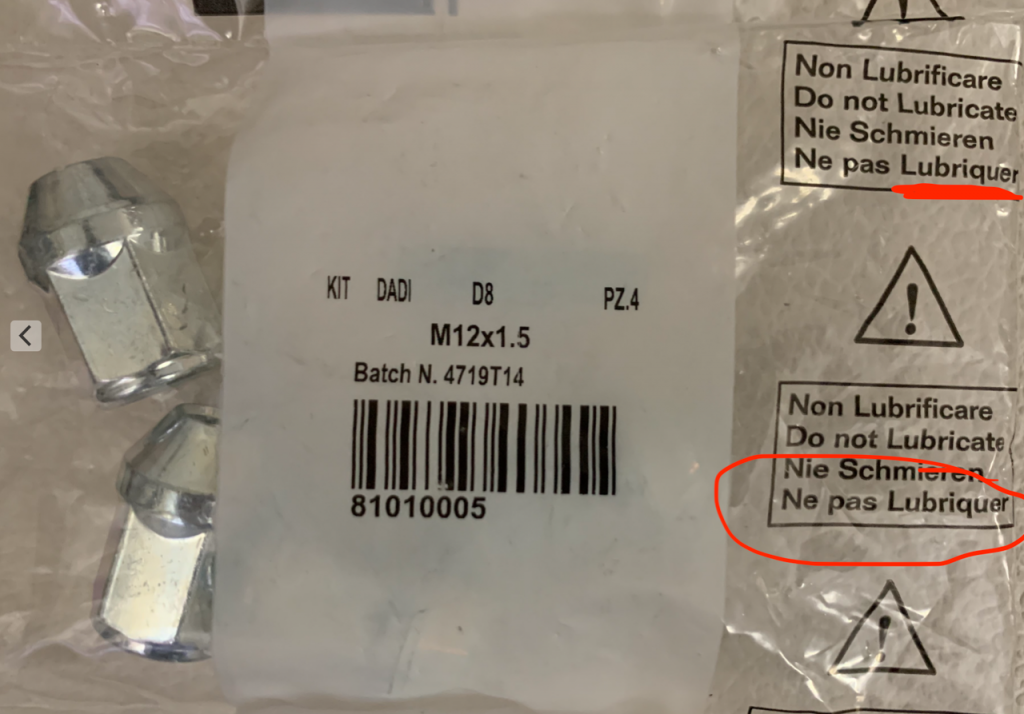 KIT DADI D8 PZ.4
M12x1.5
Batch N. 4719T14
81010005
Non Lubrificare
Do not Lubricate
Nie Schmieren
Ne pas Lubriquer
Non Lubrificare
Do not Lubricate
Nie Schmieren
Ne pas Lubriquer